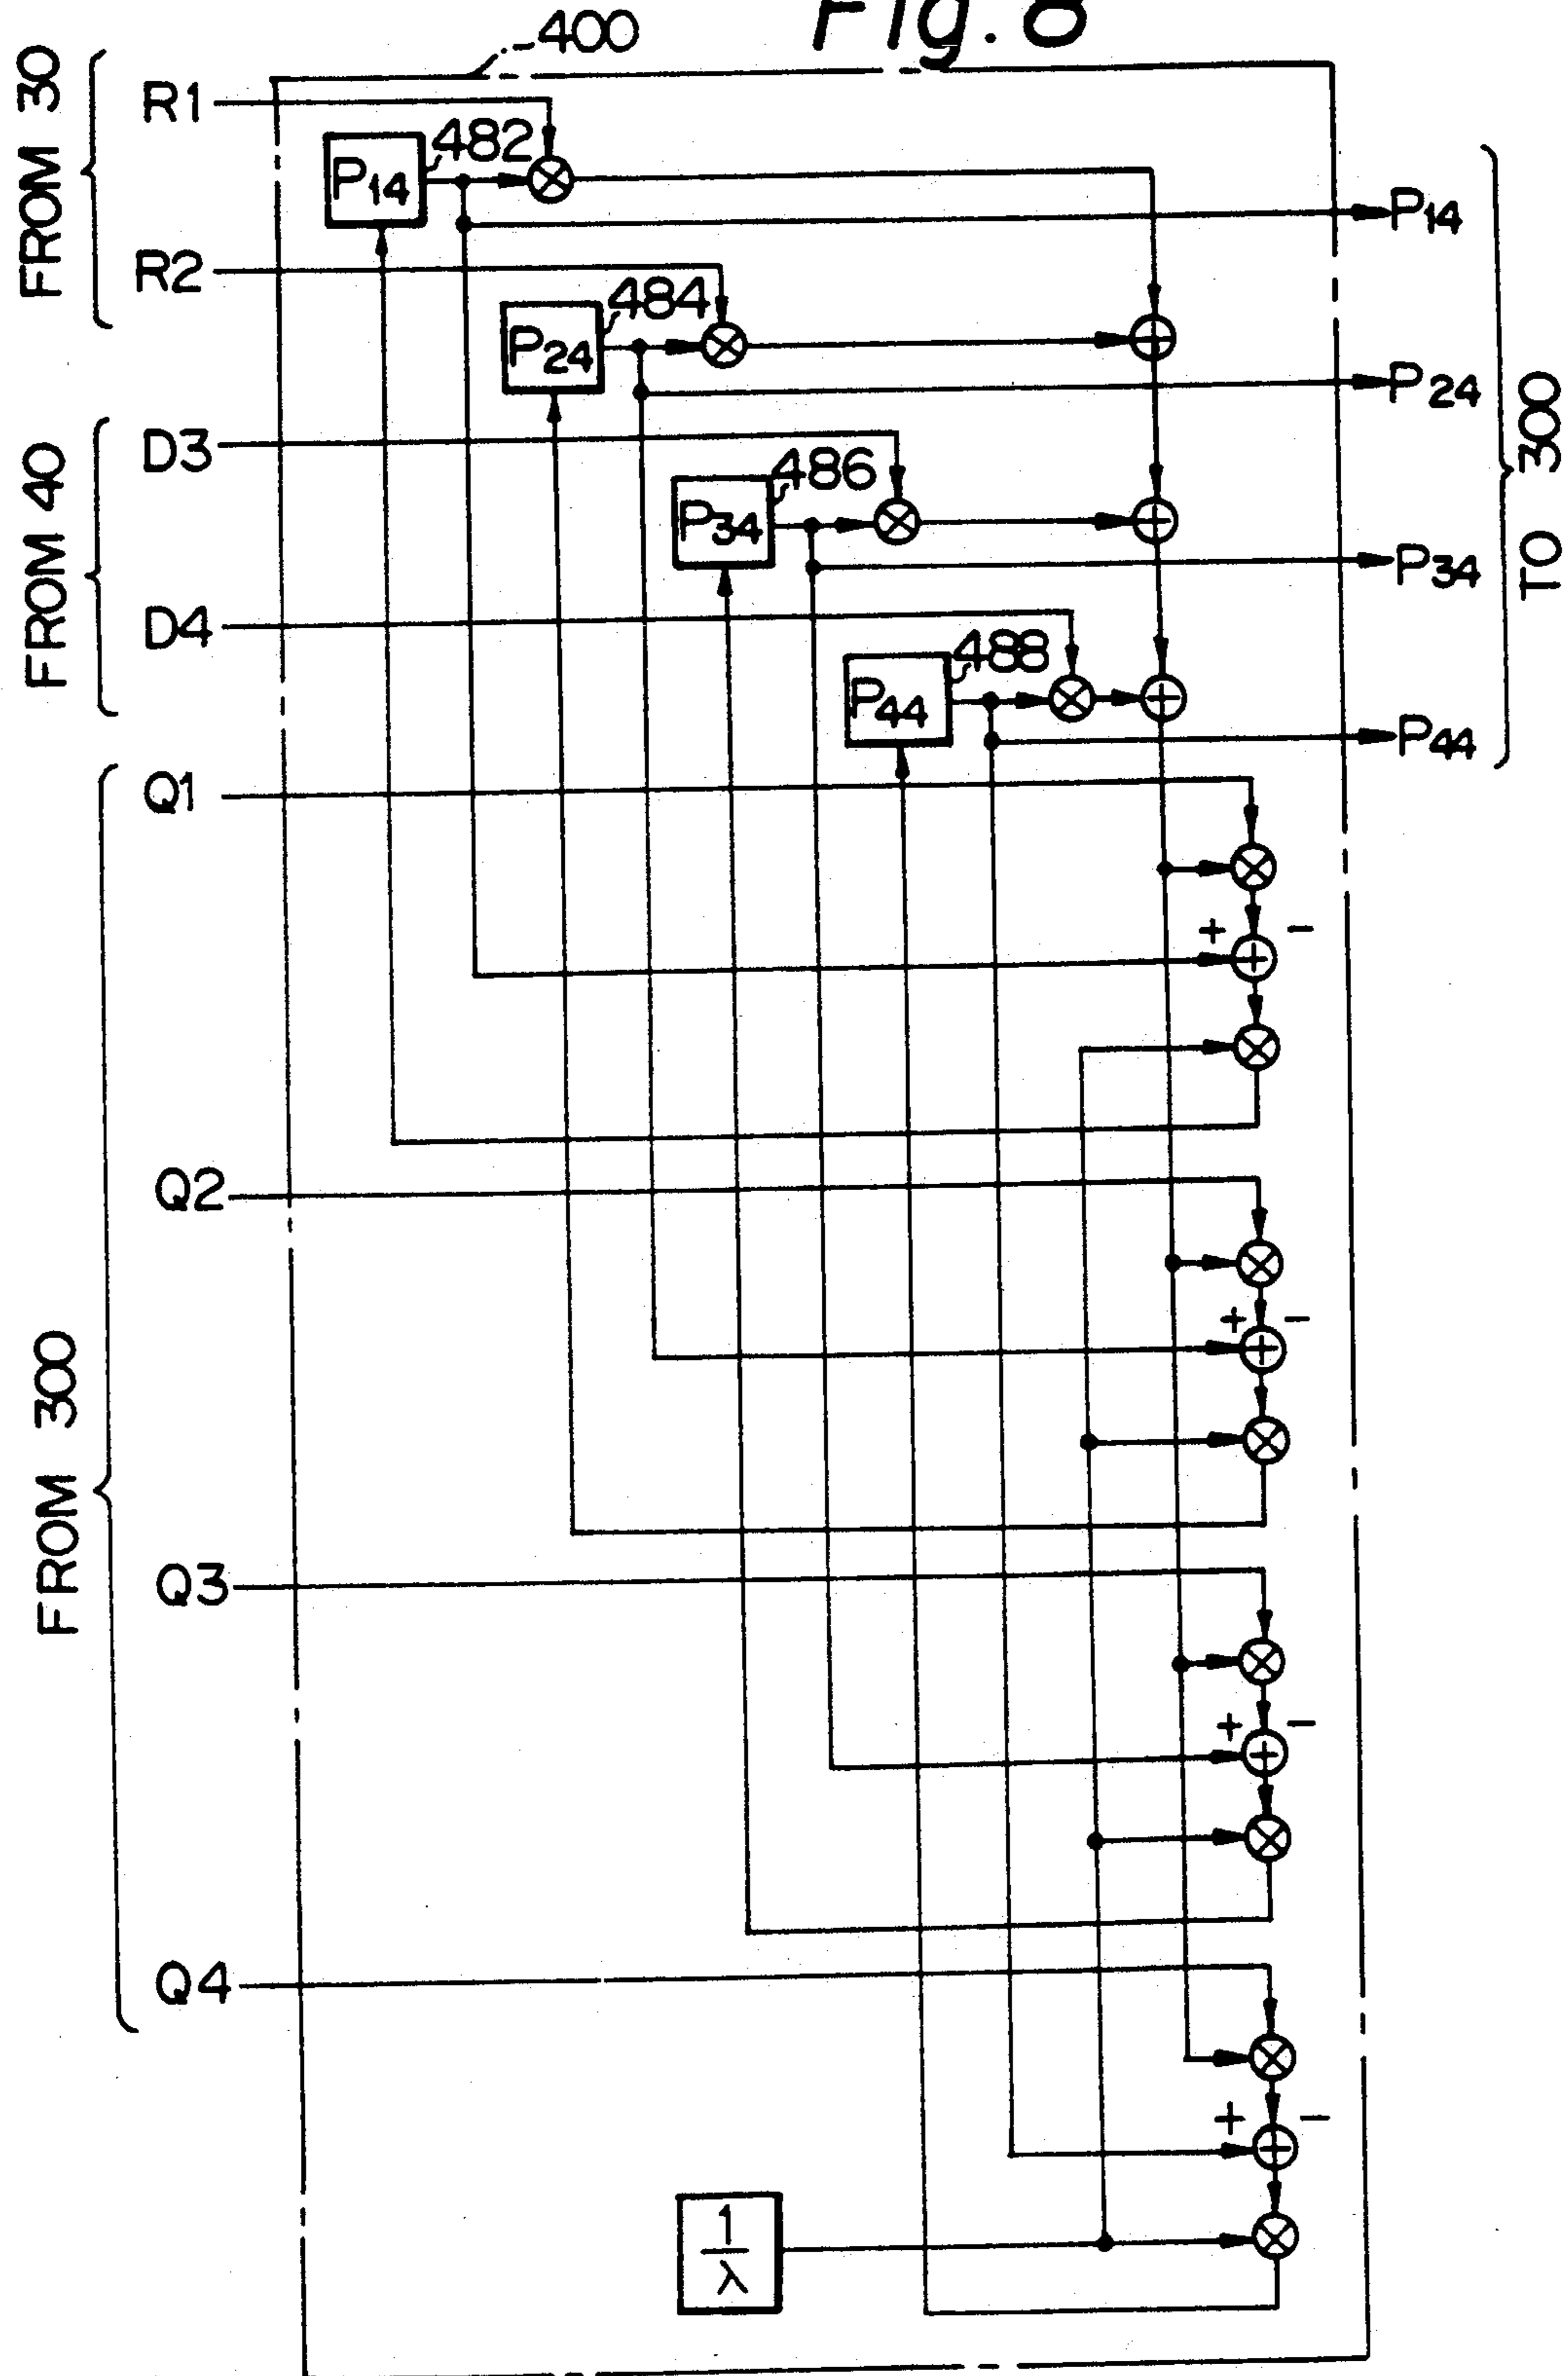 Fig. 8
400
FROM 30
R1
482
P14
P14
R2
484
P24
P24
FROM 40
D3
486
P34
P34
D4
488
P44
P44
TO 300
FROM 300
Q1
+ -
Q2
+ -
Q3
+ -
Q4
+ -
1
λ